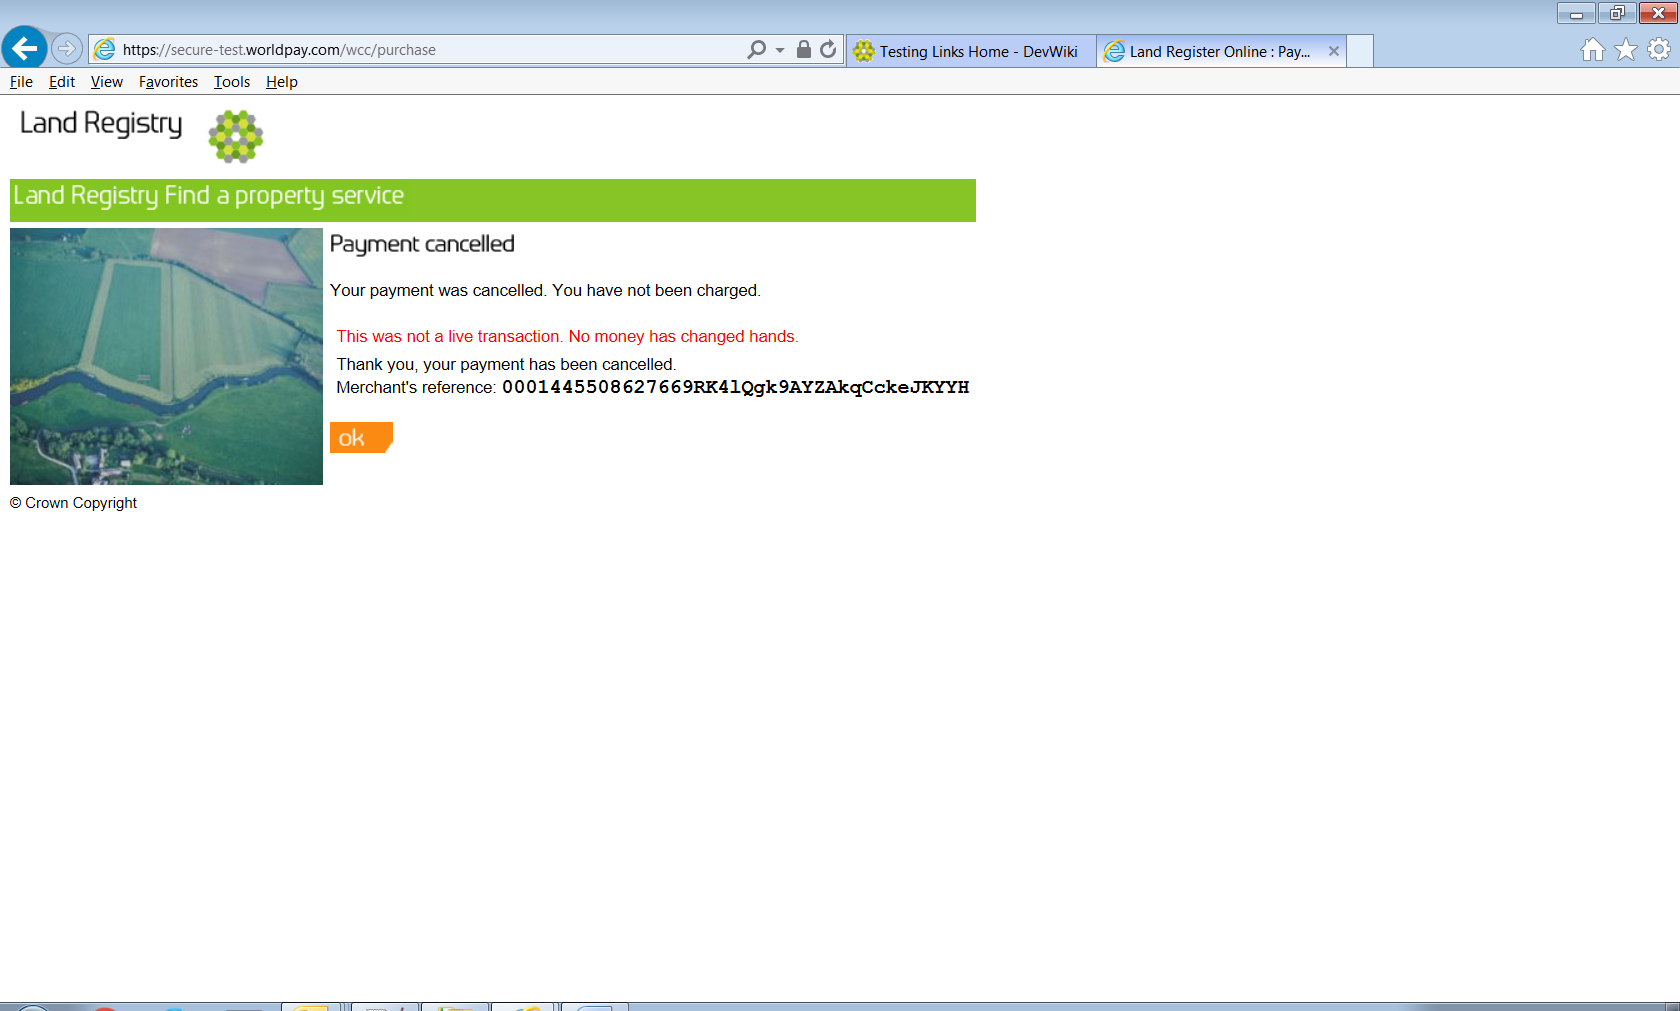 https://secure-test.worldpay.com/wcc/purchase
Testing Links Home - DevWiki
Land Register Online : Pay...
File Edit View Favorites Tools Help
Land Registry
Land Registry Find a property service
Payment cancelled
Your payment was cancelled. You have not been charged.
This was not a live transaction. No money has changed hands.
Thank you, your payment has been cancelled.
Merchant's reference: 0001445508627669RK4lQgk9AYZAkqCckeJKYYH
ok
© Crown Copyright